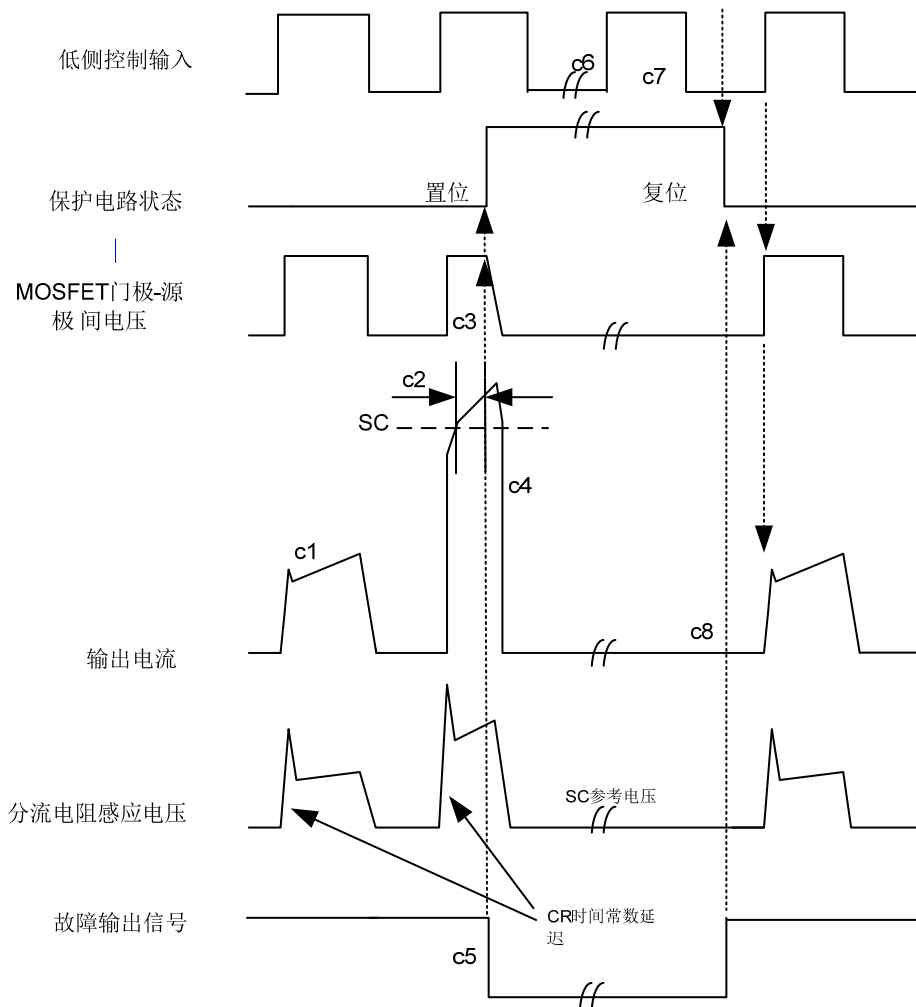 低侧控制输入
c6
c7
保护电路状态
置位
复位
MOSFET门极-源
极 间电压
c3
c2
SC
c4
c1
c8
输出电流
SC参考电压
分流电阻感应电压
CR时间常数延
迟
故障输出信号
c5